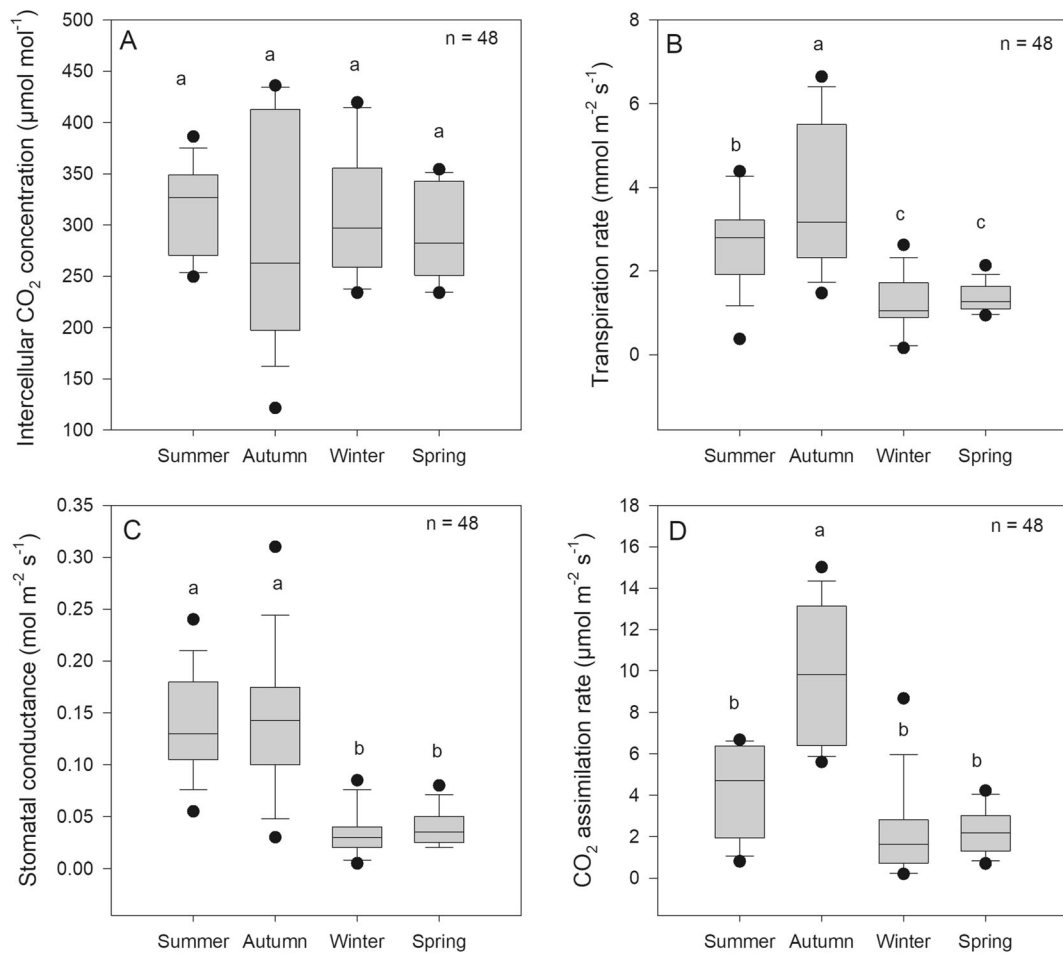 A
n = 48
Intercellular CO₂ concentration (µmol mol⁻¹)
500
450
400
350
300
250
200
150
100
a
a
a
a
Summer
Autumn
Winter
Spring
B
n = 48
Transpiration rate (mmol m⁻² s⁻¹)
8
6
4
2
0
b
a
c
c
Summer
Autumn
Winter
Spring
C
n = 48
Stomatal conductance (mol m⁻² s⁻¹)
0.35
0.30
0.25
0.20
0.15
0.10
0.05
0.00
a
a
b
b
Summer
Autumn
Winter
Spring
D
n = 48
CO₂ assimilation rate (µmol m⁻² s⁻¹)
18
16
14
12
10
8
6
4
2
0
b
a
b
b
Summer
Autumn
Winter
Spring